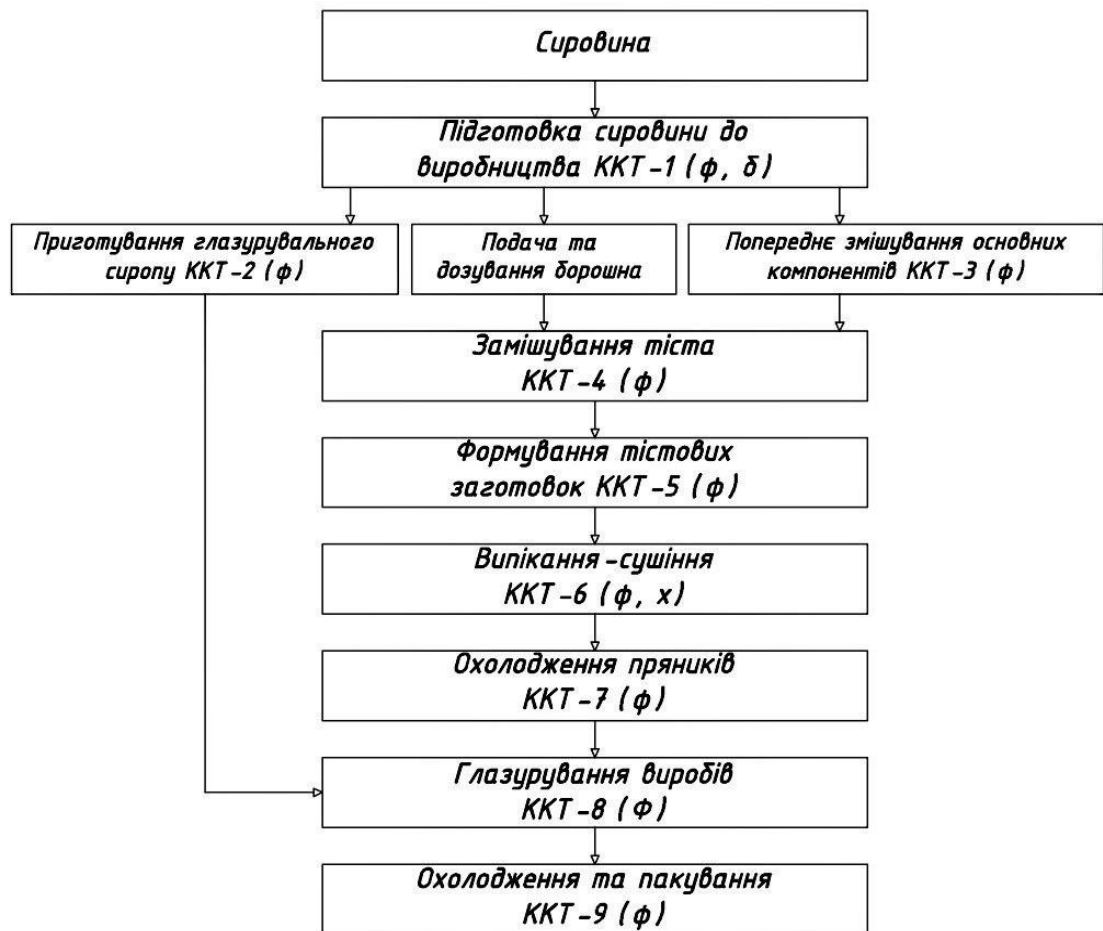 Сировина
Підготовка сировини до
виробництва ККТ-1 (ф, б)
Приготування глазурувального
сиропу ККТ-2 (ф)
Подача та
дозування борошна
Попереднє змішування основних
компонентів ККТ-3 (ф)
Замішування тіста
ККТ-4 (ф)
Формування тістових
заготовок ККТ-5 (ф)
Випікання-сушіння
ККТ-6 (ф, х)
Охолодження пряників
ККТ-7 (ф)
Глазурування виробів
ККТ-8 (Ф)
Охолодження та пакування
ККТ-9 (ф)